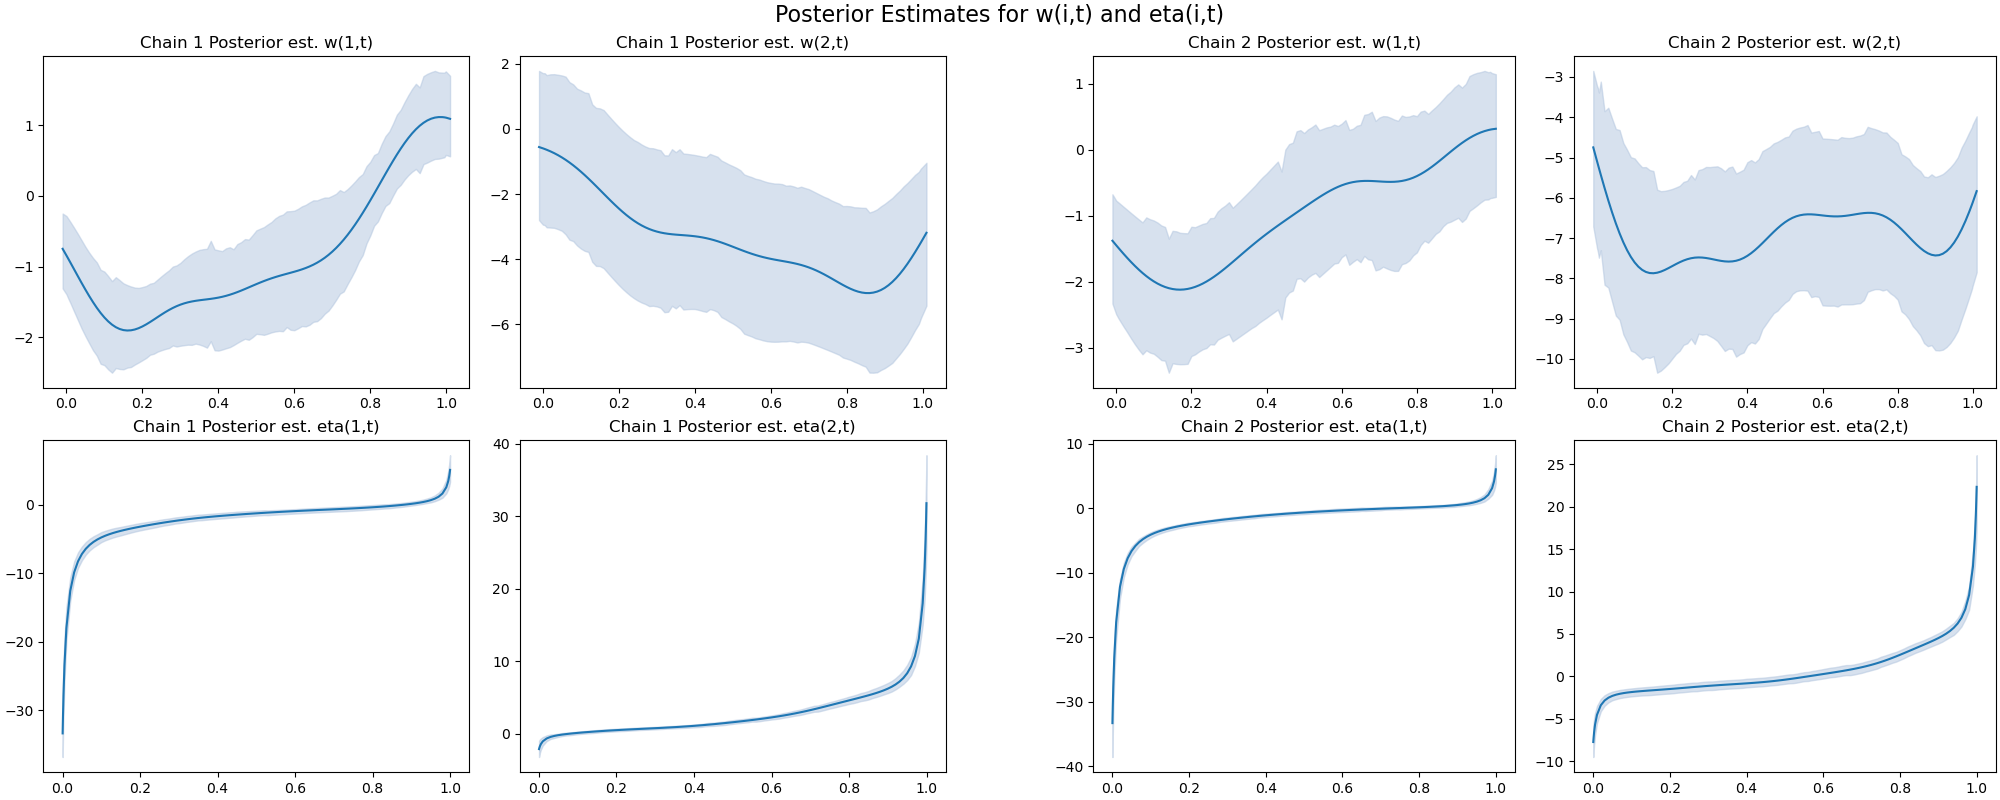 Posterior Estimates for w(i,t) and eta(i,t)
Chain 1 Posterior est. w(1,t)
1
0
−1
−2
0.0 0.2 0.4 0.6 0.8 1.0
Chain 1 Posterior est. w(2,t)
2
0
−2
−4
−6
0.0 0.2 0.4 0.6 0.8 1.0
Chain 2 Posterior est. w(1,t)
1
0
−1
−2
−3
0.0 0.2 0.4 0.6 0.8 1.0
Chain 2 Posterior est. w(2,t)
−3
−4
−5
−6
−7
−8
−9
−10
0.0 0.2 0.4 0.6 0.8 1.0
Chain 1 Posterior est. eta(1,t)
0
−10
−20
−30
0.0 0.2 0.4 0.6 0.8 1.0
Chain 1 Posterior est. eta(2,t)
40
30
20
10
0
0.0 0.2 0.4 0.6 0.8 1.0
Chain 2 Posterior est. eta(1,t)
10
0
−10
−20
−30
−40
0.0 0.2 0.4 0.6 0.8 1.0
Chain 2 Posterior est. eta(2,t)
25
20
15
10
5
0
−5
−10
0.0 0.2 0.4 0.6 0.8 1.0